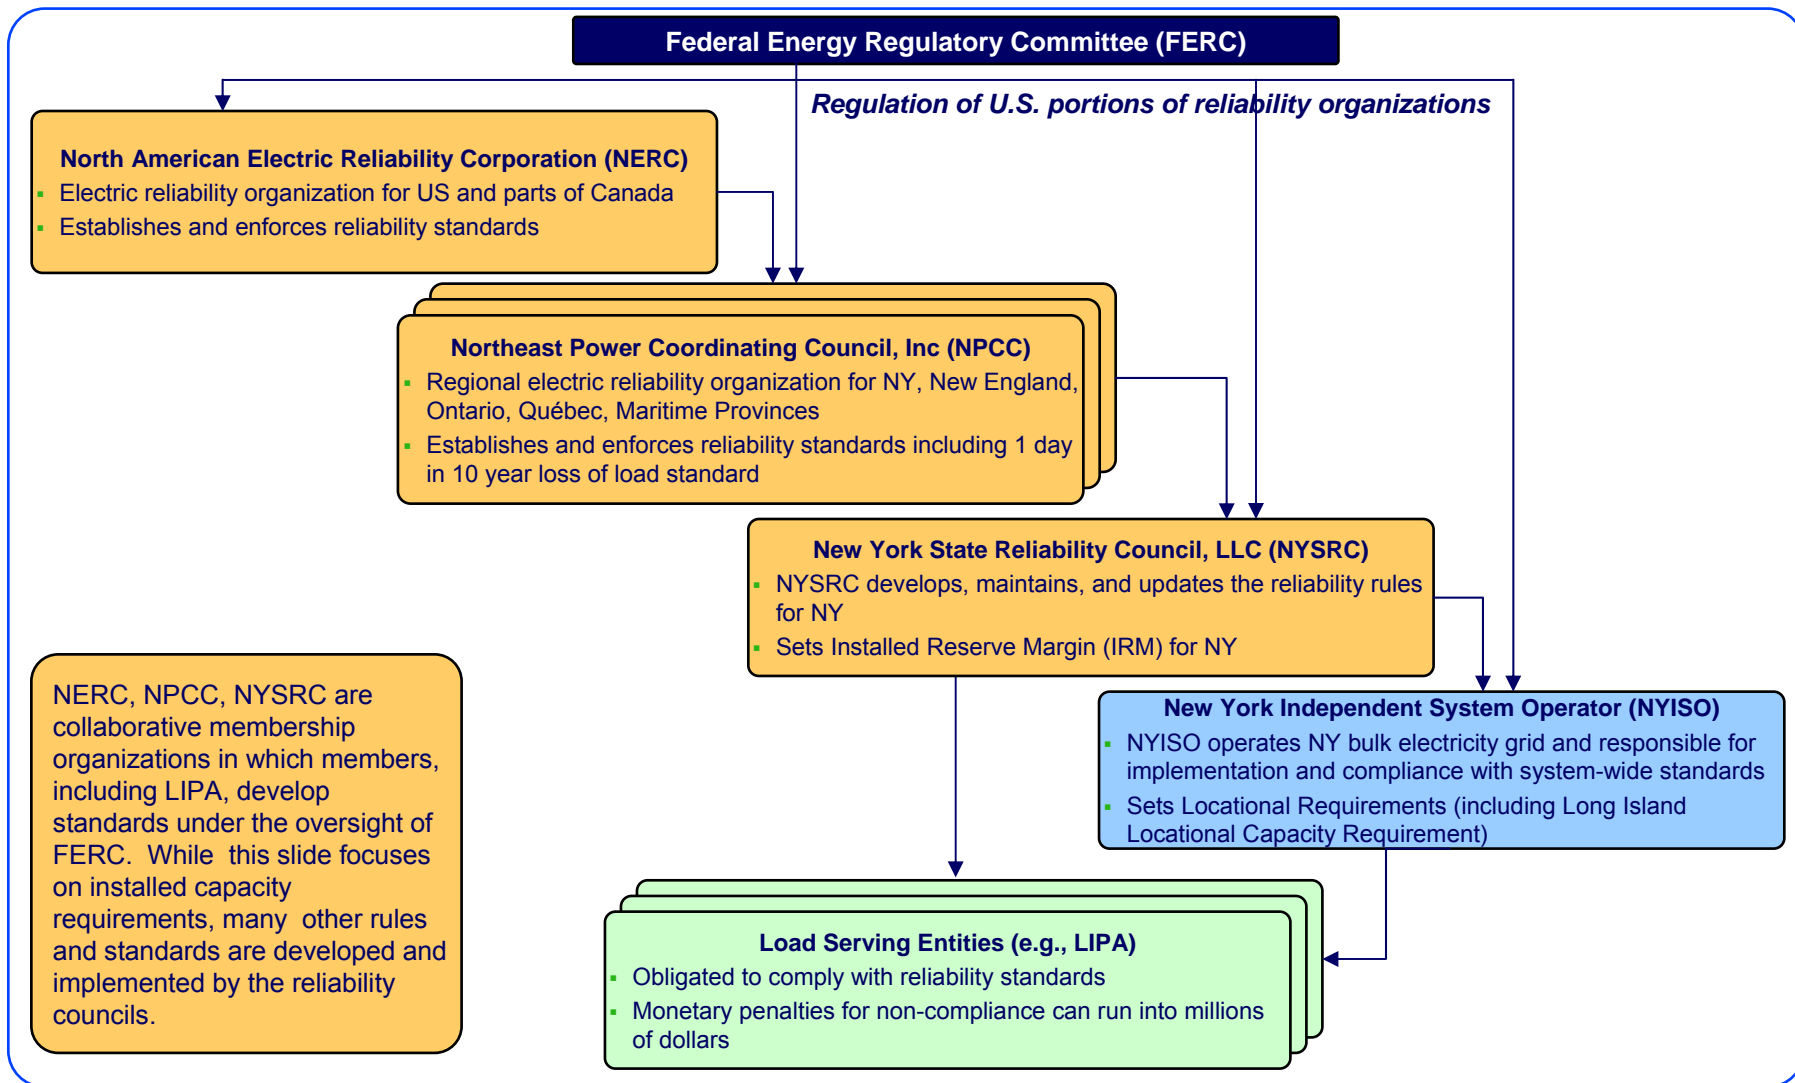 Federal Energy Regulatory Committee (FERC)
Regulation of U.S. portions of reliability organizations
North American Electric Reliability Corporation (NERC)
▪ Electric reliability organization for US and parts of Canada
▪ Establishes and enforces reliability standards
Northeast Power Coordinating Council, Inc (NPCC)
▪ Regional electric reliability organization for NY, New England,
Ontario, Québec, Maritime Provinces
▪ Establishes and enforces reliability standards including 1 day
in 10 year loss of load standard
New York State Reliability Council, LLC (NYSRC)
▪ NYSRC develops, maintains, and updates the reliability rules
for NY
▪ Sets Installed Reserve Margin (IRM) for NY
NERC, NPCC, NYSRC are
collaborative membership
organizations in which members,
including LIPA, develop
standards under the oversight of
FERC.  While  this slide focuses
on installed capacity
requirements, many  other rules
and standards are developed and
implemented by the reliability
councils.
New York Independent System Operator (NYISO)
▪ NYISO operates NY bulk electricity grid and responsible for
implementation and compliance with system-wide standards
▪ Sets Locational Requirements (including Long Island
Locational Capacity Requirement)
Load Serving Entities (e.g., LIPA)
▪ Obligated to comply with reliability standards
▪ Monetary penalties for non-compliance can run into millions
of dollars